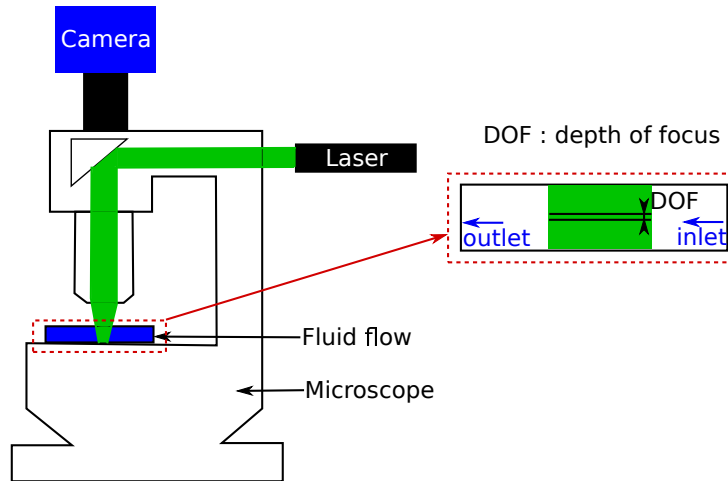 Camera
DOF : depth of focus
Laser
DOF
outlet
inlet
Fluid flow
Microscope